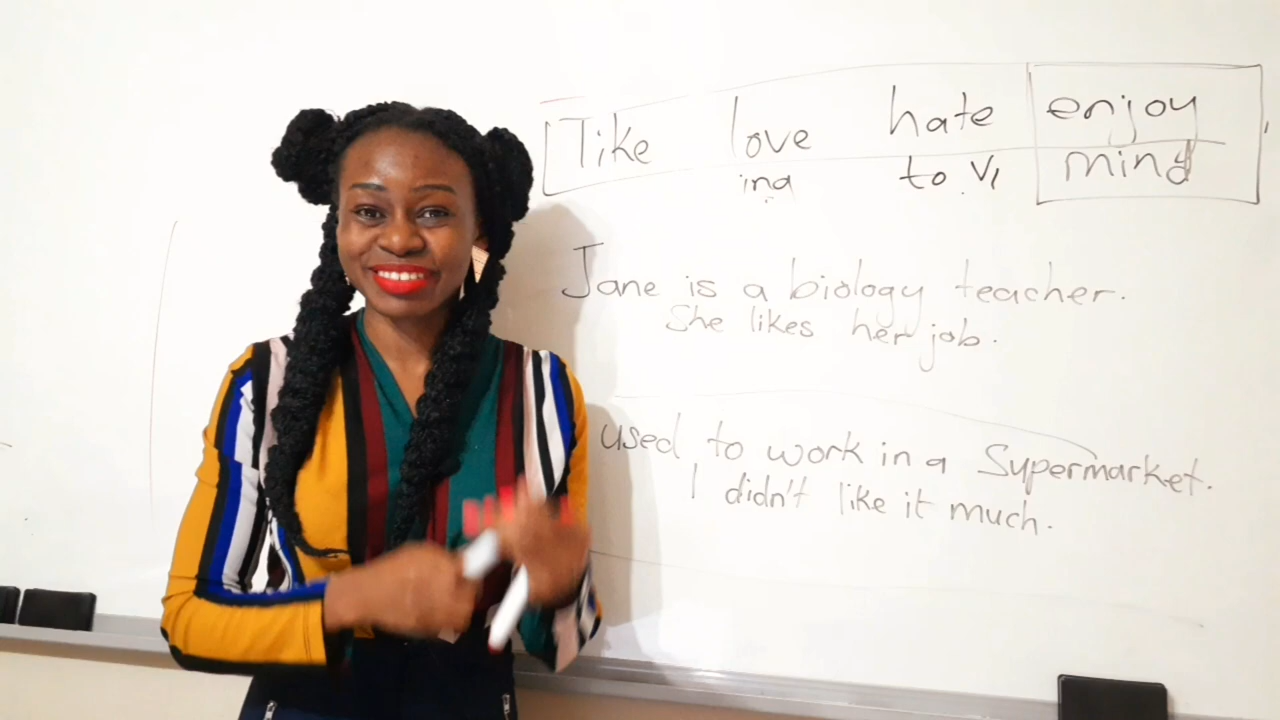 like love hate enjoy
ing to V1 mind
Jane is a biology teacher.
She likes her job.
used to work in a Supermarket.
I didn't like it much.